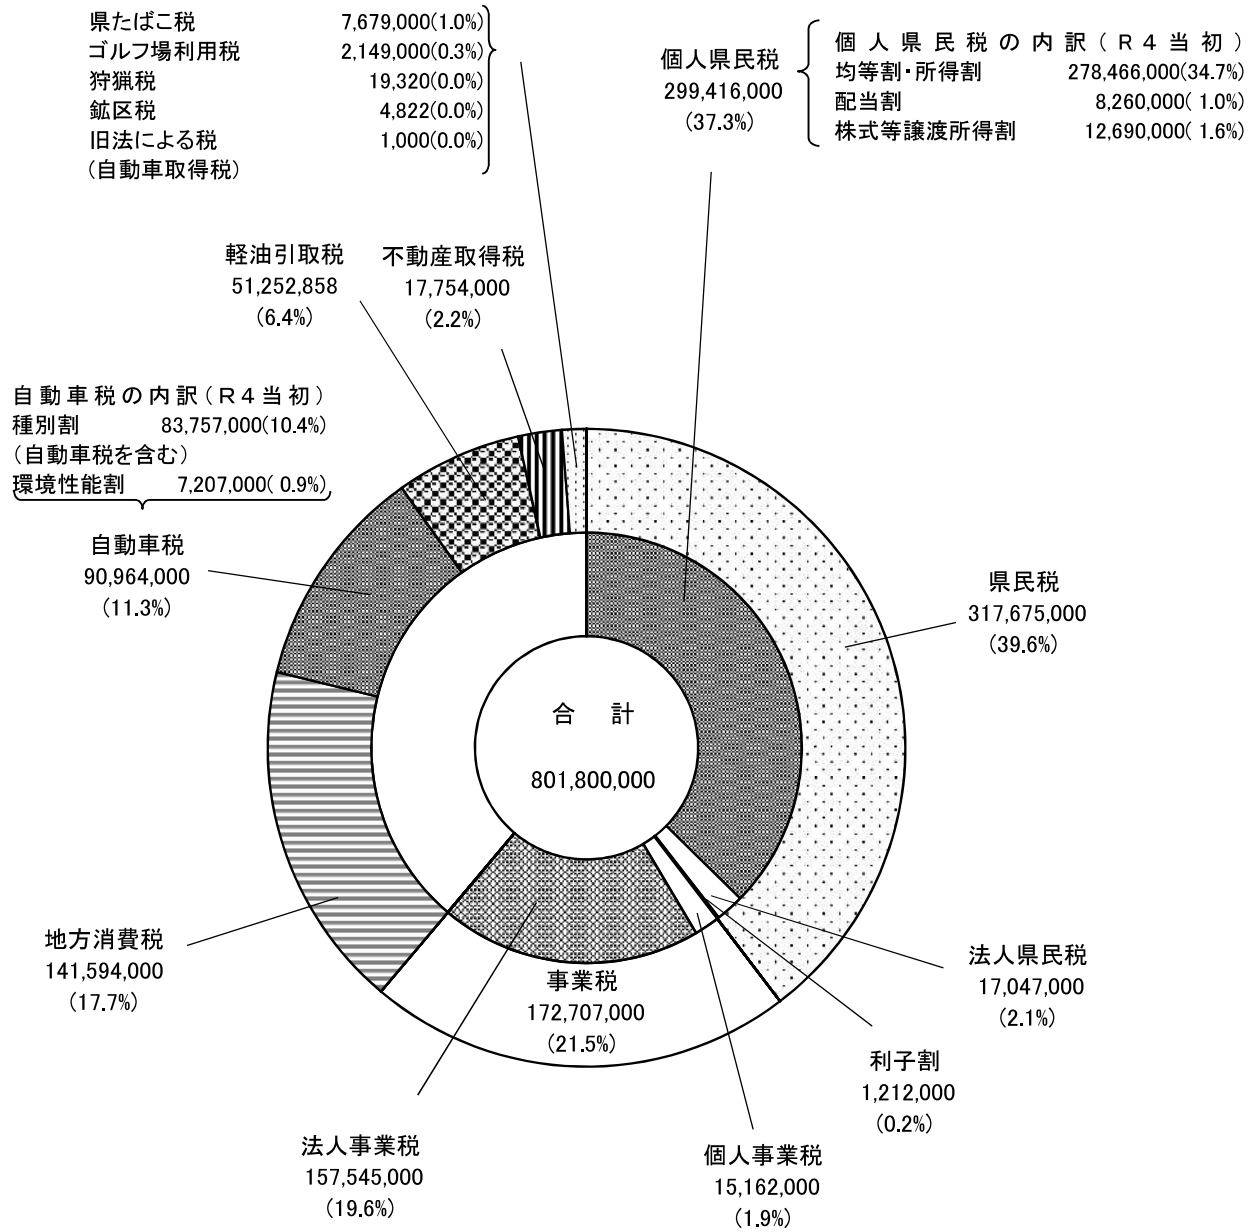 県たばこ税 7,679,000(1.0%)
ゴルフ場利用税 2,149,000(0.3%)
狩猟税 19,320(0.0%)
鉱区税 4,822(0.0%)
旧法による税 1,000(0.0%)
(自動車取得税)
個人県民税
299,416,000
(37.3%)
個人県民税の内訳(R4当初)
均等割・所得割 278,466,000(34.7%)
配当割 8,260,000( 1.0%)
株式等譲渡所得割 12,690,000( 1.6%)
軽油引取税
51,252,858
(6.4%)
不動産取得税
17,754,000
(2.2%)
自動車税の内訳(R4当初)
種別割 83,757,000(10.4%)
(自動車税を含む)
環境性能割 7,207,000( 0.9%)
自動車税
90,964,000
(11.3%)
県民税
317,675,000
(39.6%)
合 計
801,800,000
地方消費税
141,594,000
(17.7%)
事業税
172,707,000
(21.5%)
法人県民税
17,047,000
(2.1%)
利子割
1,212,000
(0.2%)
法人事業税
157,545,000
(19.6%)
個人事業税
15,162,000
(1.9%)